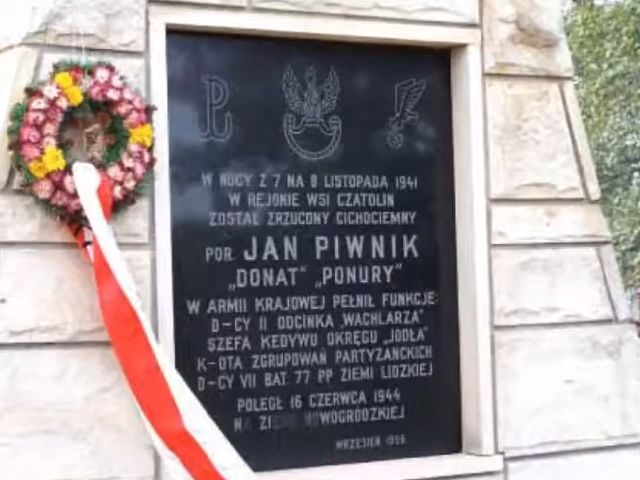 W NOCY Z 7 NA 8 LISTOPADA 1941
W REJONIE WSI CZATOLIN
ZOSTAŁ ZRZUCONY CICHOCIEMNY
POR. JAN PIWNIK
„DONAT” „PONURY”
W ARMII KRAJOWEJ PEŁNIŁ FUNKCJE:
D-CY II ODCINKA „WACHLARZA”
SZEFA KEDYWU OKRĘGU „JODŁA”
K-DTA ZGRUPOWAŃ PARTYZANCKICH
D-CY VII BAT. 77 PP ZIEMI LIDZKIEJ
POLEGŁ 16 CZERWCA 1944
NA NOWOGRODZKIEJ
WRZESIEŃ